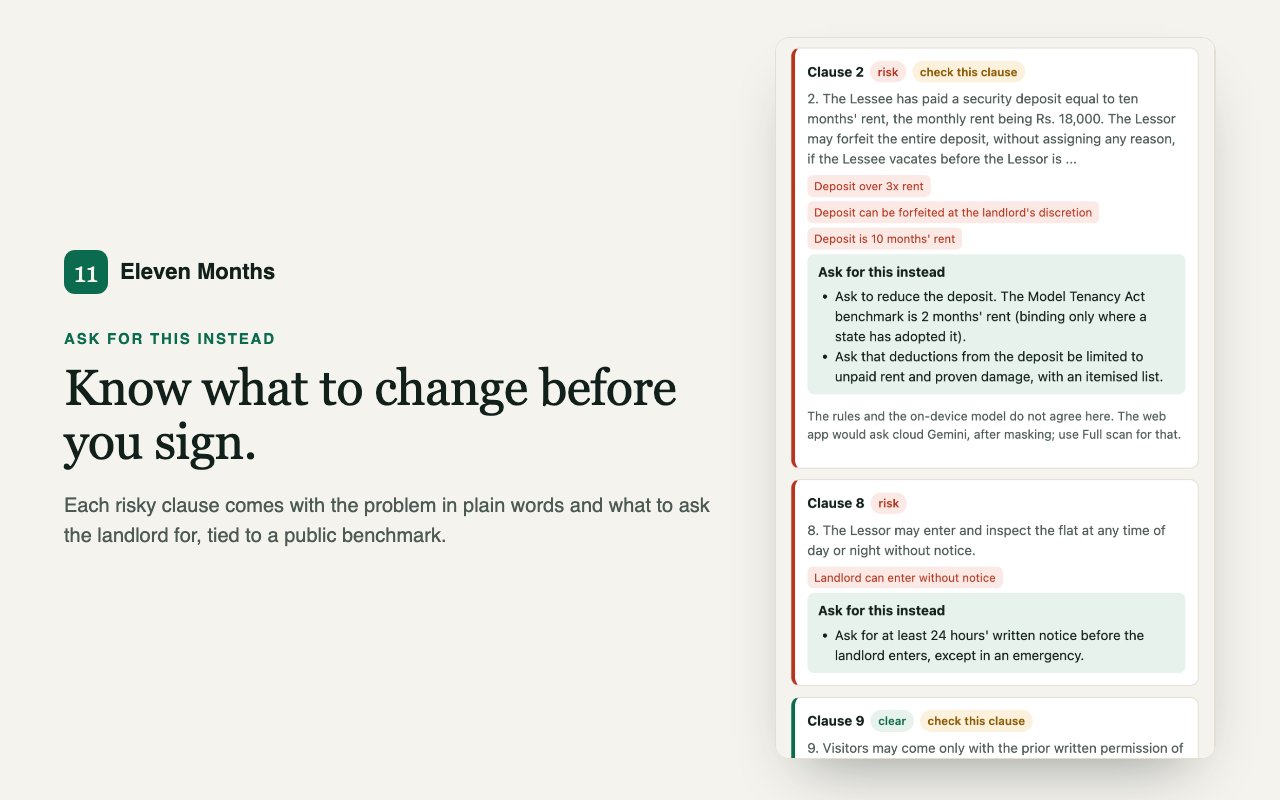 11 Eleven Months
ASK FOR THIS INSTEAD
Know what to change before
you sign.
Each risky clause comes with the problem in plain words and what to ask
the landlord for, tied to a public benchmark.
Clause 2 risk check this clause
2. The Lessee has paid a security deposit equal to ten
months' rent, the monthly rent being Rs. 18,000. The Lessor
may forfeit the entire deposit, without assigning any reason,
if the Lessee vacates before the Lessor is ...
Deposit over 3x rent
Deposit can be forfeited at the landlord's discretion
Deposit is 10 months' rent
Ask for this instead
• Ask to reduce the deposit. The Model Tenancy Act
benchmark is 2 months' rent (binding only where a
state has adopted it).
• Ask that deductions from the deposit be limited to
unpaid rent and proven damage, with an itemised list.
The rules and the on-device model do not agree here. The web
app would ask cloud Gemini, after masking; use Full scan for that.
Clause 8 risk
8. The Lessor may enter and inspect the flat at any time of
day or night without notice.
Landlord can enter without notice
Ask for this instead
• Ask for at least 24 hours' written notice before the
landlord enters, except in an emergency.
Clause 9 clear check this clause
9. Visitors may come only with the prior written permission of